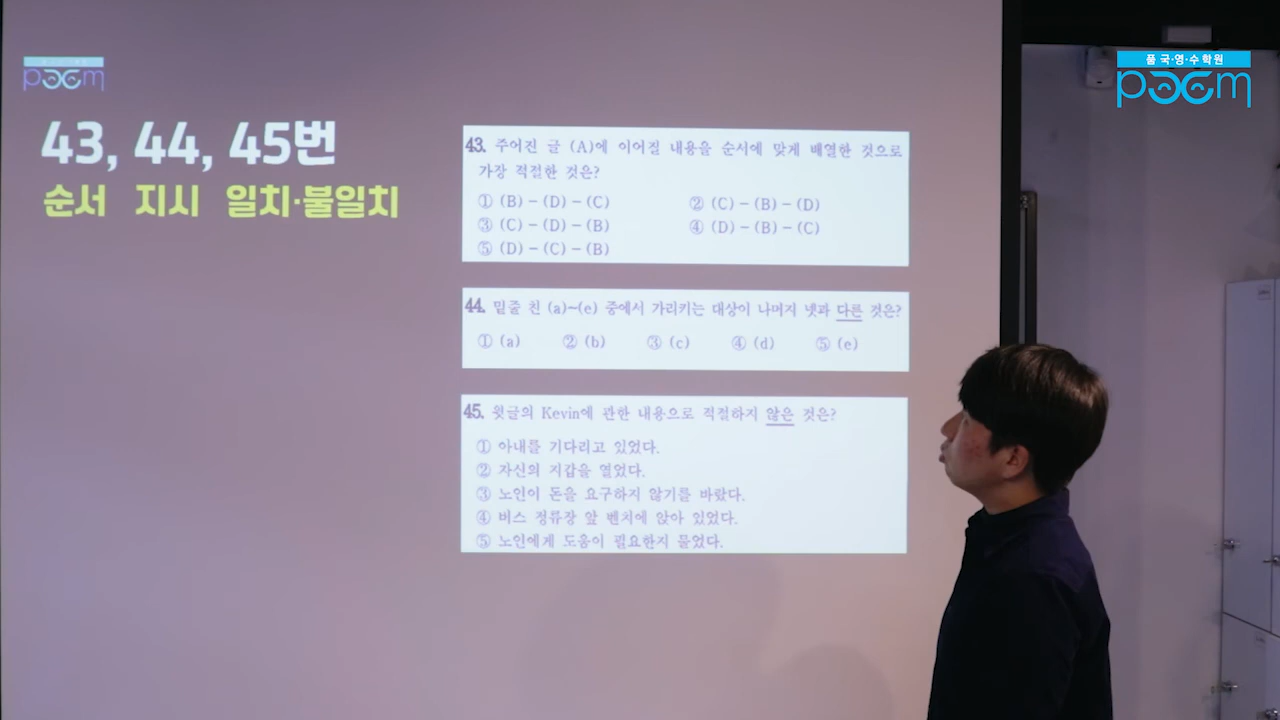 품 국·영·수학원
poem
poem
43, 44, 45번
순서 지시 일치·불일치
43. 주어진 글 (A)에 이어질 내용을 순서에 맞게 배열한 것으로
가장 적절한 것은?
① (B) - (D) - (C) ② (C) - (B) - (D)
③ (C) - (D) - (B) ④ (D) - (B) - (C)
⑤ (D) - (C) - (B)
44. 밑줄 친 (a)~(e) 중에서 가리키는 대상이 나머지 넷과 다른 것은?
① (a) ② (b) ③ (c) ④ (d) ⑤ (e)
45. 윗글의 Kevin에 관한 내용으로 적절하지 않은 것은?
① 아내를 기다리고 있었다.
② 자신의 지갑을 열었다.
③ 노인이 돈을 요구하지 않기를 바랐다.
④ 버스 정류장 앞 벤치에 앉아 있었다.
⑤ 노인에게 도움이 필요한지 물었다.